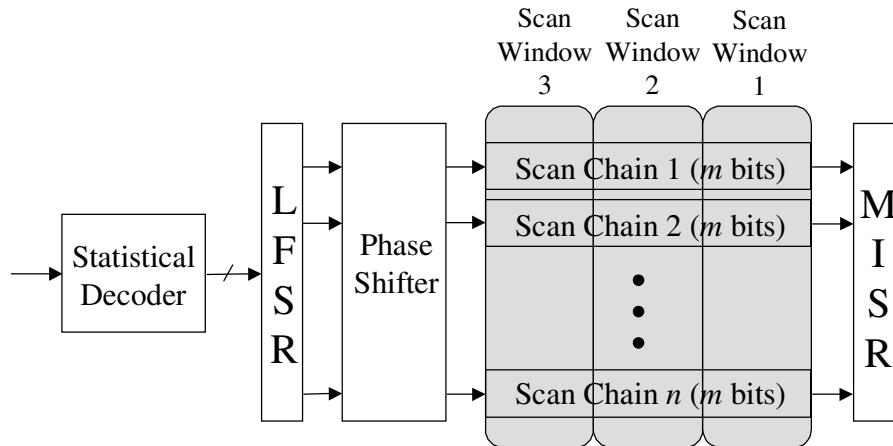 Scan
Window
3
Scan
Window
2
Scan
Window
1
Statistical
Decoder
L
F
S
R
Phase
Shifter
Scan Chain 1 (m bits)
Scan Chain 2 (m bits)
Scan Chain n (m bits)
M
I
S
R